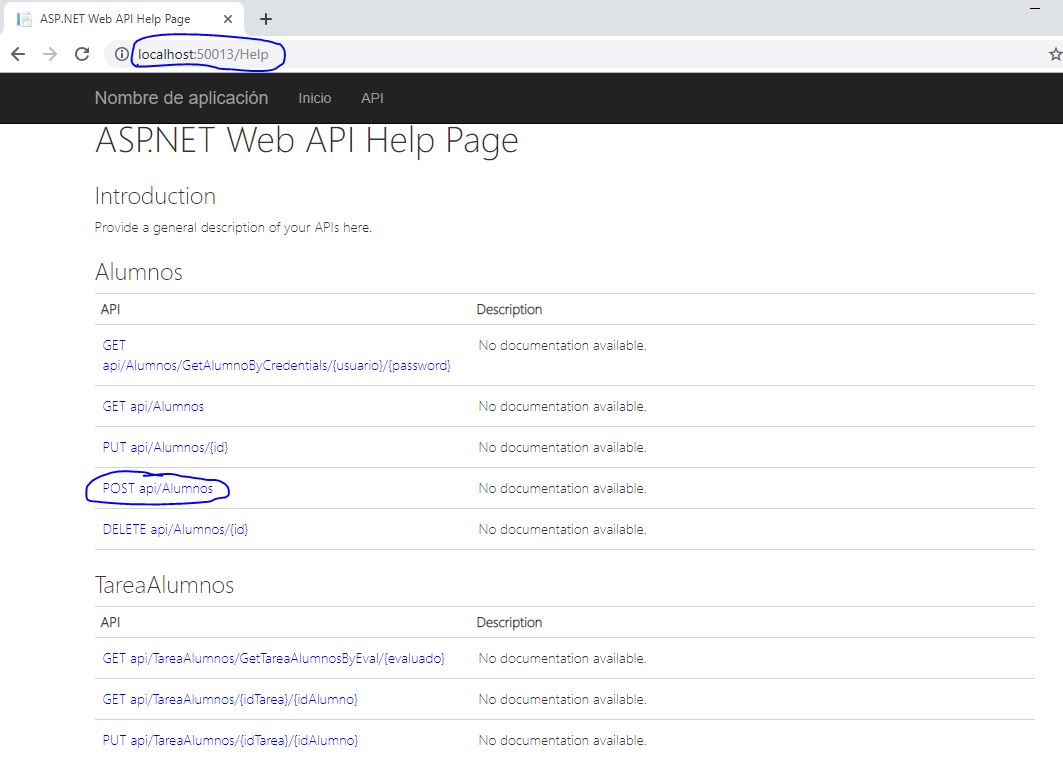 ASP.NET Web API Help Page
localhost:50013/Help
Nombre de aplicación Inicio API
ASP.NET Web API Help Page
Introduction
Provide a general description of your APIs here.
Alumnos
API Description
GET No documentation available.
api/Alumnos/GetAlumnoByCredentials/{usuario}/{password}
GET api/Alumnos No documentation available.
PUT api/Alumnos/{id} No documentation available.
POST api/Alumnos No documentation available.
DELETE api/Alumnos/{id} No documentation available.
TareaAlumnos
API Description
GET api/TareaAlumnos/GetTareaAlumnosByEval/{evaluado} No documentation available.
GET api/TareaAlumnos/{idTarea}/{idAlumno} No documentation available.
PUT api/TareaAlumnos/{idTarea}/{idAlumno} No documentation available.